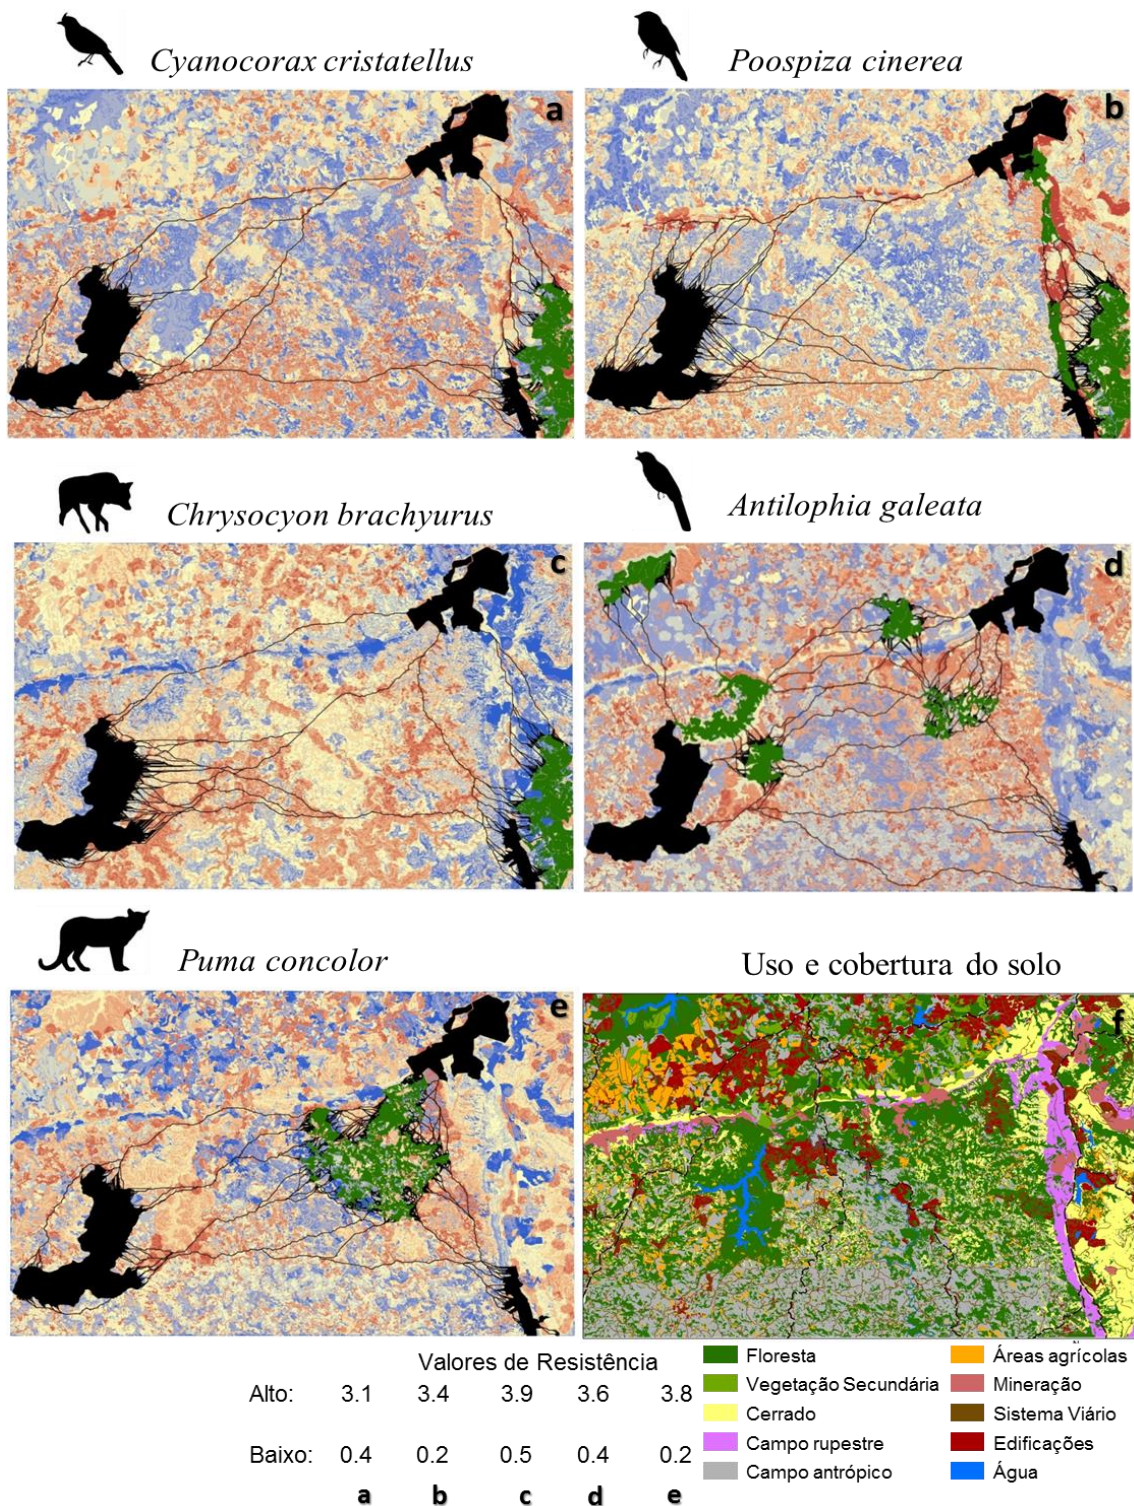 Cyanocorax cristatellus
Poospiza cinerea
a
b
Chrysocyon brachyurus
Antilophia galeata
c
d
Puma concolor
Uso e cobertura do solo
e
f
Valores de Resistência
Alto: 3.1 3.4 3.9 3.6 3.8
Baixo: 0.4 0.2 0.5 0.4 0.2
a b c d e
Floresta
Vegetação Secundária
Cerrado
Campo rupestre
Campo antrópico
Áreas agrícolas
Mineração
Sistema Viário
Edificações
Água